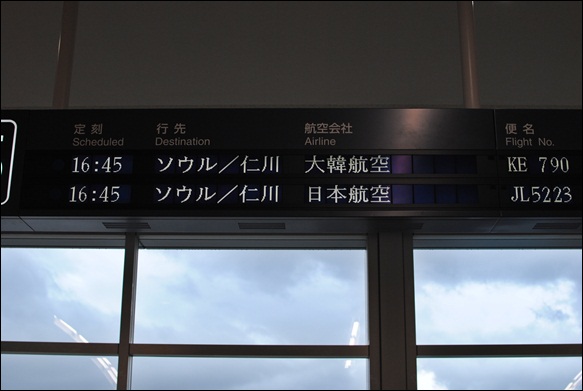 定刻 行先 航空会社 便名
Scheduled Destination Airline Flight No.
16:45 ソウル／仁川 大韓航空 KE 790
16:45 ソウル／仁川 日本航空 JL5223